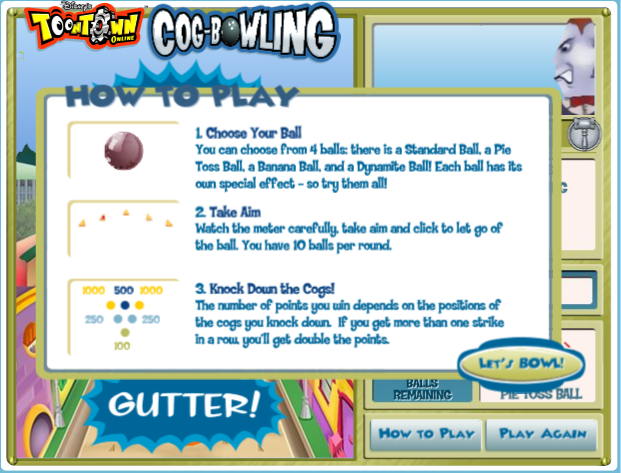 Disney's
TOONTOWN
ONLINE
COG-BOWLING
HOW TO PLAY
1. Choose Your Ball
You can choose from 4 balls: there is a Standard Ball, a Pie
Toss Ball, a Banana Ball, and a Dynamite Ball! Each ball has its
own special effect - so try them all!
2. Take Aim
Watch the meter carefully, take aim and click to let go of
the ball. You have 10 balls per round.
1000 500 1000
250 250
100
3. Knock Down the Cogs!
The number of points you win depends on the positions of
the cogs you knock down. If you get more than one strike
in a row, you'll get double the points.
LET'S BOWL!
GUTTER!
BALLS
REMAINING
PIE TOSS BALL
HOW TO PLAY
PLAY AGAIN